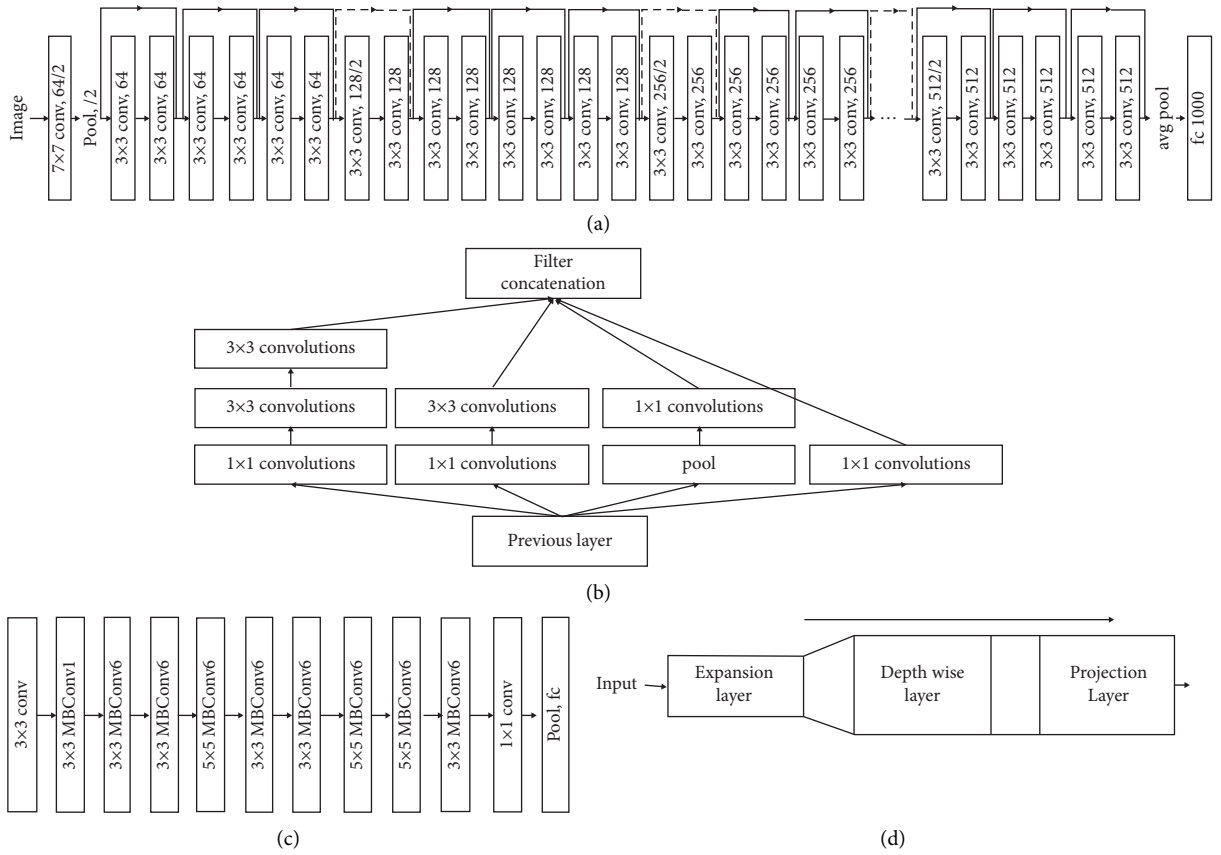 Image
7×7 conv, 64/2
Pool, /2
3×3 conv, 64
3×3 conv, 64
3×3 conv, 64
3×3 conv, 64
3×3 conv, 64
3×3 conv, 64
3×3 conv, 128/2
3×3 conv, 128
3×3 conv, 128
3×3 conv, 128
3×3 conv, 128
3×3 conv, 128
3×3 conv, 128
3×3 conv, 128
3×3 conv, 256/2
3×3 conv, 256
3×3 conv, 256
3×3 conv, 256
3×3 conv, 256
3×3 conv, 256
...
3×3 conv, 512/2
3×3 conv, 512
3×3 conv, 512
3×3 conv, 512
3×3 conv, 512
3×3 conv, 512
avg pool
fc 1000
(a)
Filter
concatenation
3×3 convolutions
3×3 convolutions
3×3 convolutions
1×1 convolutions
1×1 convolutions
1×1 convolutions
pool
1×1 convolutions
Previous layer
(b)
3×3 conv
3×3 MBConv1
3×3 MBConv6
3×3 MBConv6
5×5 MBConv6
3×3 MBConv6
3×3 MBConv6
5×5 MBConv6
5×5 MBConv6
3×3 MBConv6
1×1 conv
Pool, fc
(c)
Input
Expansion
layer
Depth wise
layer
Projection
Layer
(d)